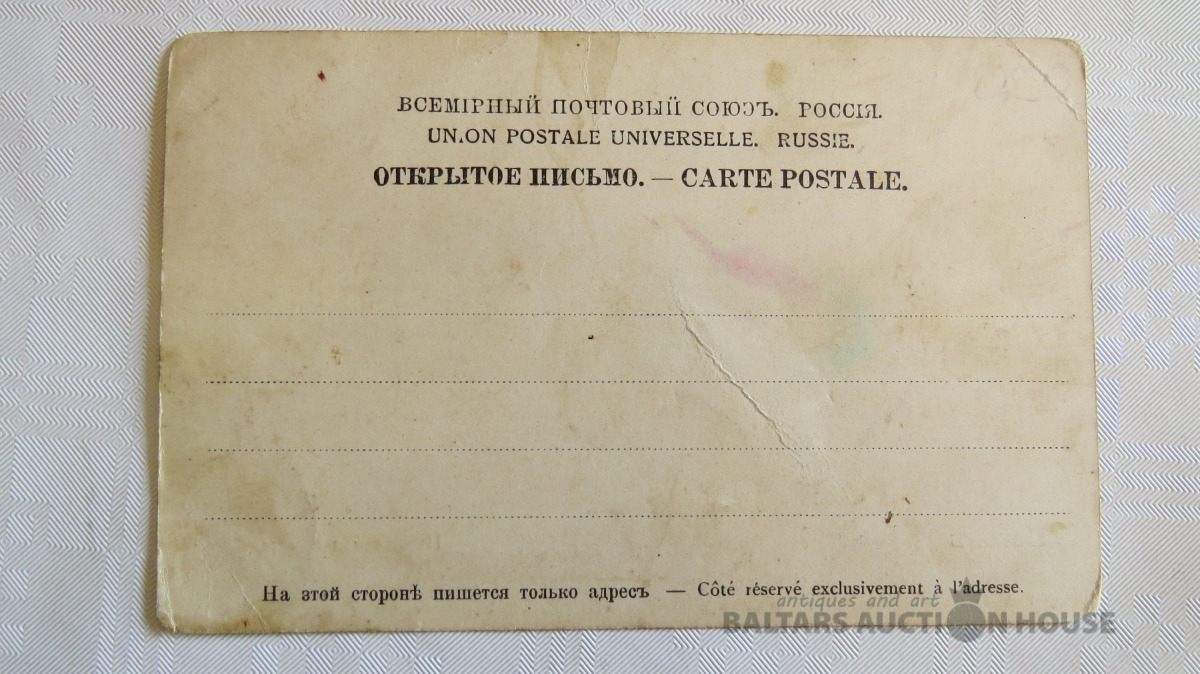 ВСЕМІРНЫЙ ПОЧТОВЫЙ СОЮЗЪ. РОССІЯ.
UNION POSTALE UNIVERSELLE. RUSSIE.
ОТКРЫТОЕ ПИСЬМО. — CARTE POSTALE.
На этой сторонѣ пишется только адресъ — Côté réservé exclusivement à l'adresse.
antiques and art
BALTARS AUCTION HOUSE